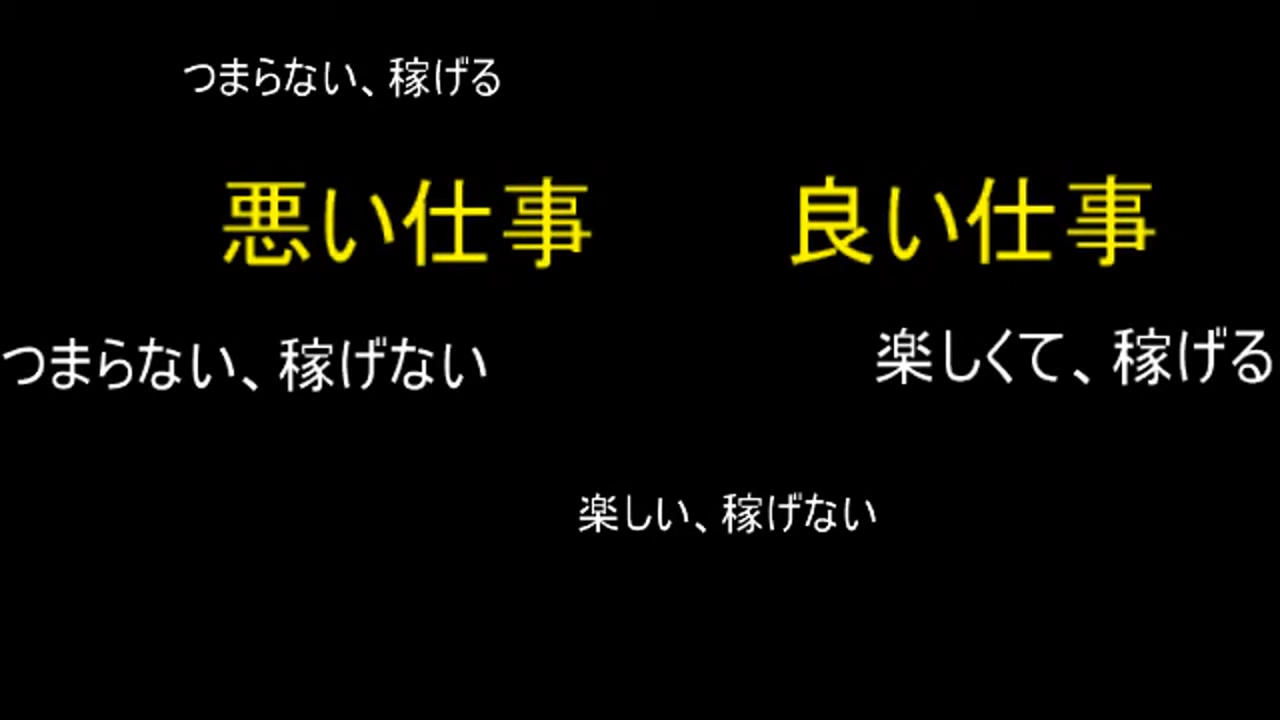 つまらない、稼げる
悪い仕事
良い仕事
つまらない、稼げない
楽しくて、稼げる
楽しい、稼げない